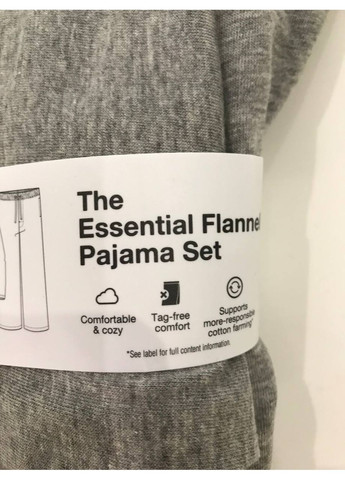 The
Essential Flannel
Pajama Set
Comfortable
& cozy
Tag-free
comfort
Supports
more-responsible
cotton farming*
*See label for full content information.